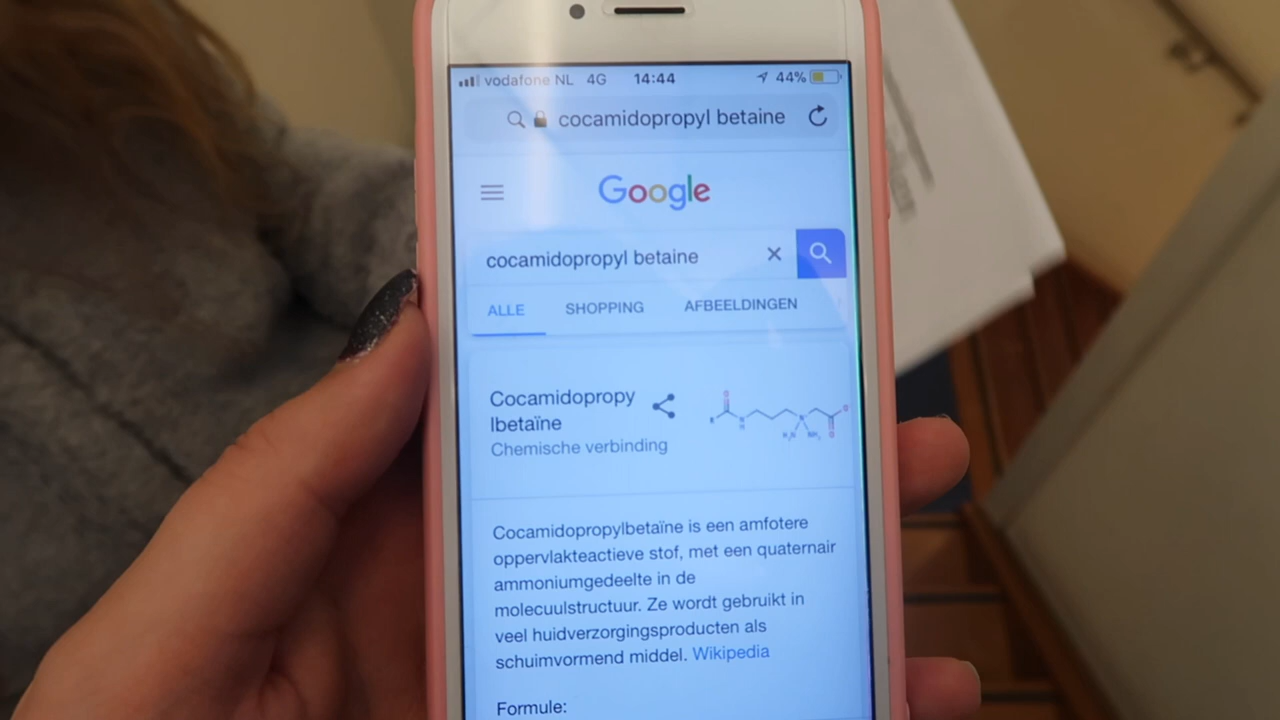 vodafone NL 4G 14:44 44%
cocamidopropyl betaine
Google
cocamidopropyl betaine
ALLE SHOPPING AFBEELDINGEN
Cocamidopropy
lbetaïne
Chemische verbinding
Cocamidopropylbetaïne is een amfotere
oppervlakteactieve stof, met een quaternair
ammoniumgedeelte in de
molecuulstructuur. Ze wordt gebruikt in
veel huidverzorgingsproducten als
schuimvormend middel. Wikipedia
Formule: